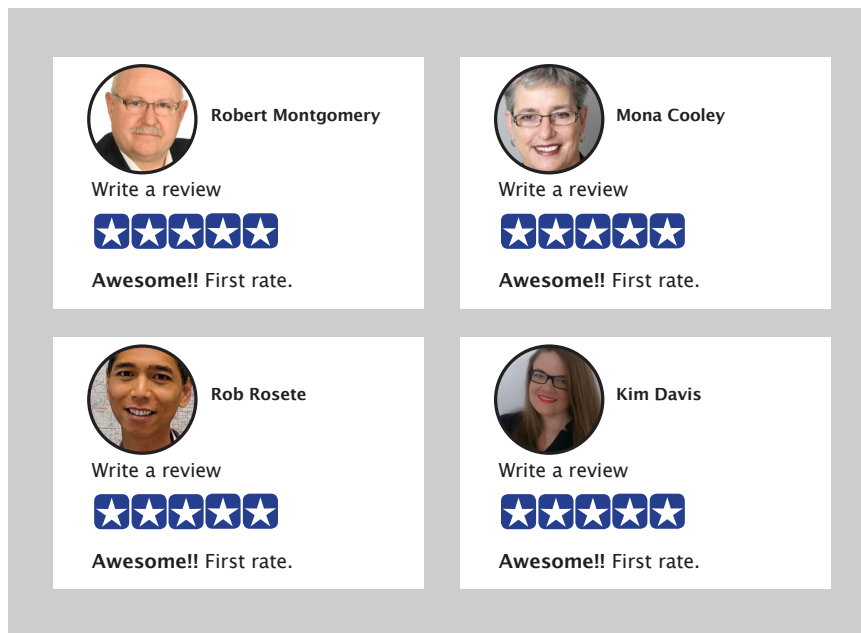 Robert Montgomery
Write a review
Awesome!! First rate.
Mona Cooley
Write a review
Awesome!! First rate.
Rob Rosete
Write a review
Awesome!! First rate.
Kim Davis
Write a review
Awesome!! First rate.